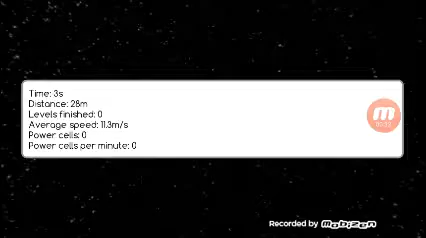 Time: 3s
Distance: 28m
Levels finished: 0
Average speed: 11.3m/s
Power cells: 0
Power cells per minute: 0
Recorded by Mobizen